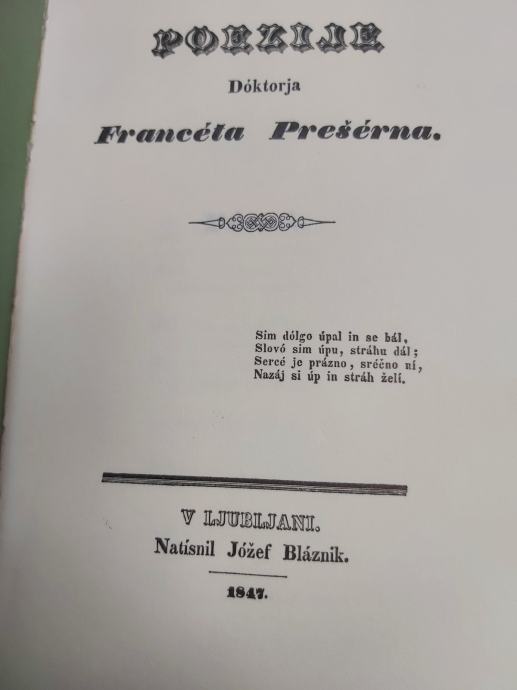 POEZIJE
Dóktorja
Francéta Prešérna.
Sim dólgo úpal in se bál,
Slovó sim úpu, stráhu dál;
Sercé je prázno, sréčno ní,
Nazáj si úp in stráh želí.
V LJUBLJANI.
Natísnil Jóžef Bláznik.
1847.